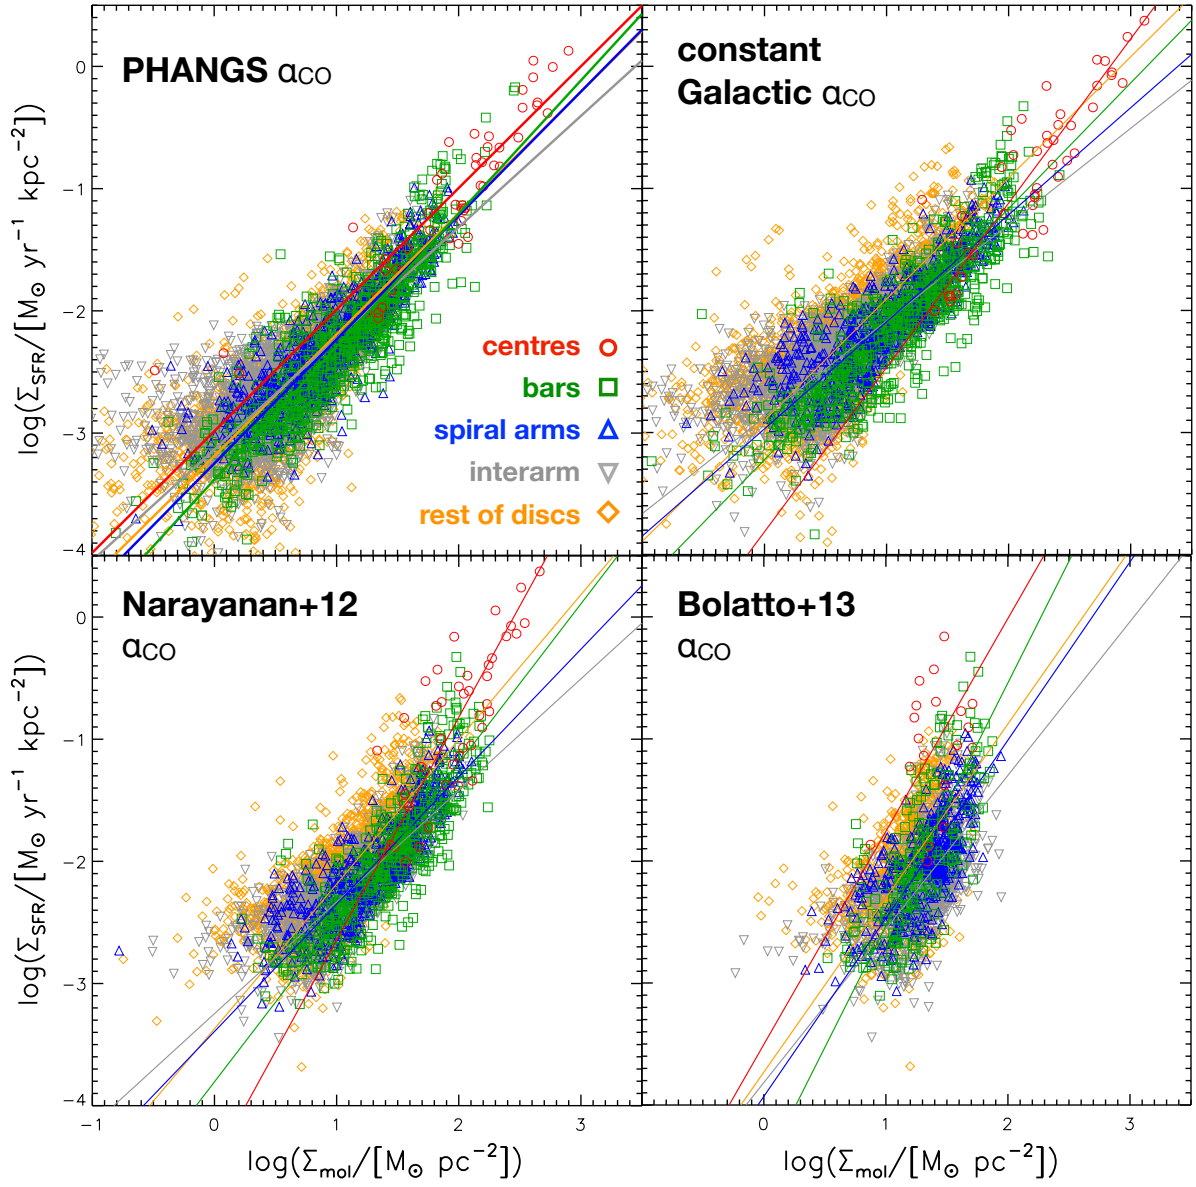 PHANGS αCO
constant
Galactic αCO
centres
bars
spiral arms
interarm
rest of discs
0
−1
−2
−3
−4
log(ΣSFR/[M⊙ yr−1 kpc−2])
Narayanan+12
αCO
Bolatto+13
αCO
0
−1
−2
−3
−4
log(ΣSFR/[M⊙ yr−1 kpc−2])
−1 0 1 2 3
0 1 2 3
log(Σmol/[M⊙ pc−2])
log(Σmol/[M⊙ pc−2])